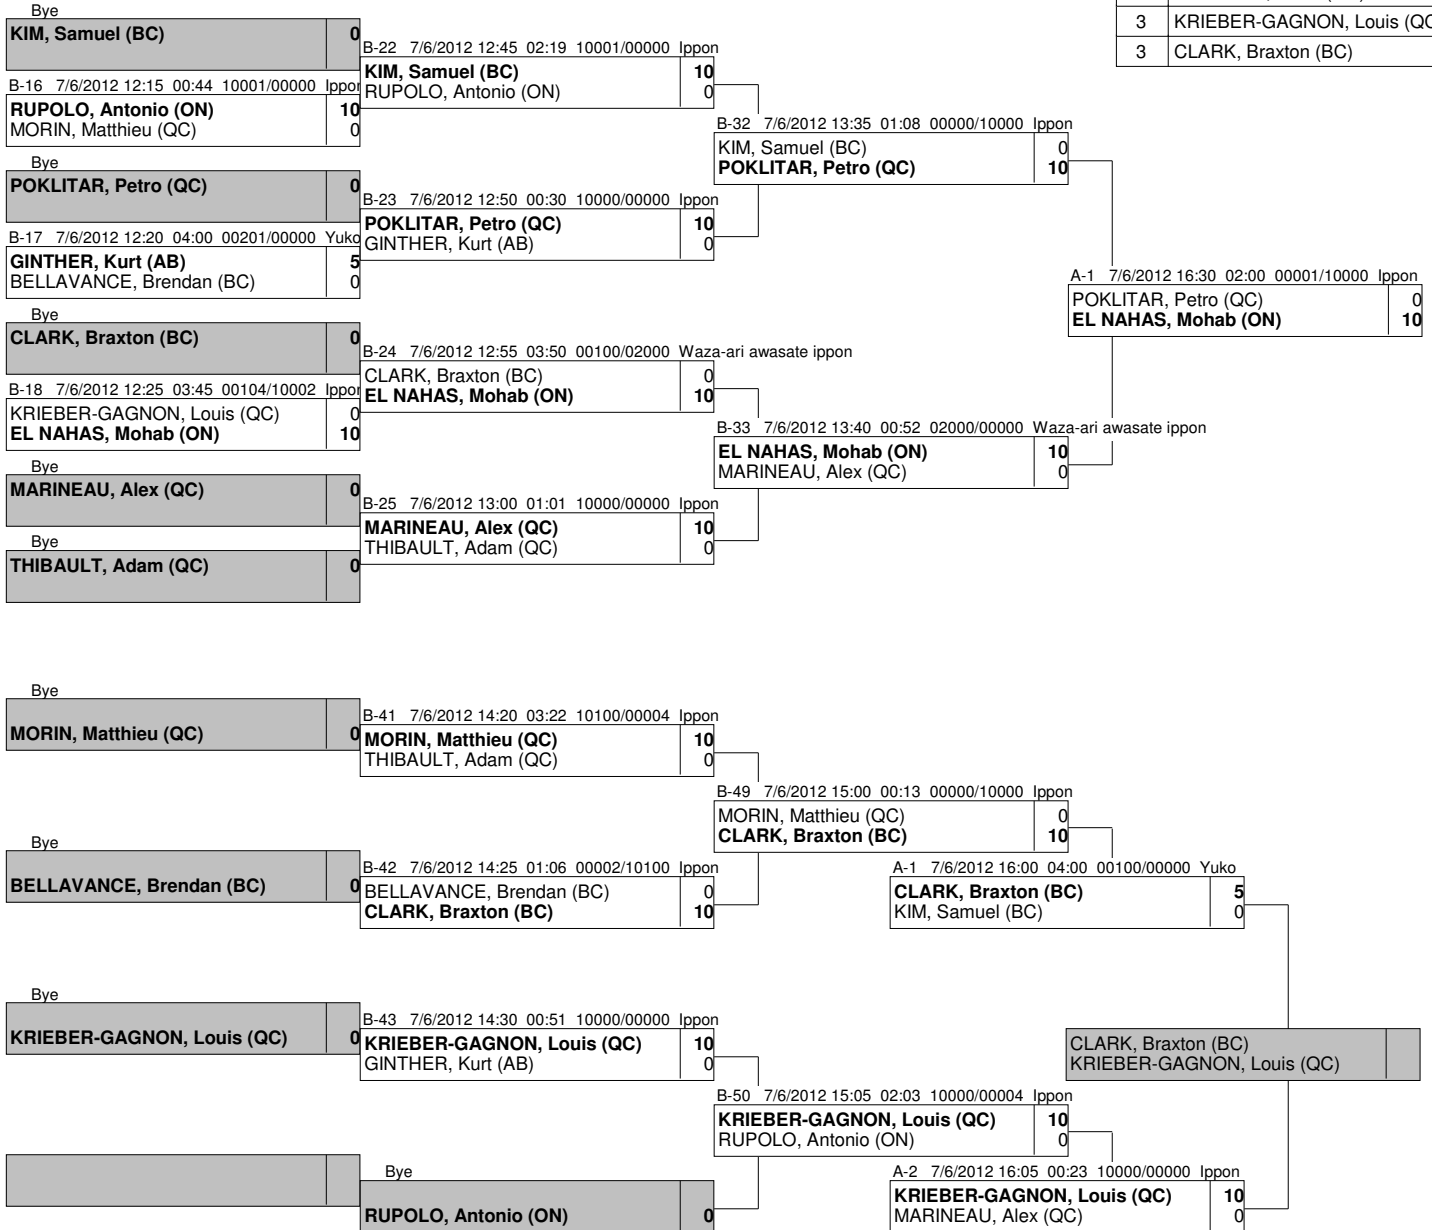 3 KRIEBER-GAGNON, Louis (QC
3 CLARK, Braxton (BC)
Bye
KIM, Samuel (BC) 0
B-16 7/6/2012 12:15 00:44 10001/00000 Ippon
RUPOLO, Antonio (ON) 10
MORIN, Matthieu (QC) 0
Bye
POKLITAR, Petro (QC) 0
B-17 7/6/2012 12:20 04:00 00201/00000 Yuko
GINTHER, Kurt (AB) 5
BELLAVANCE, Brendan (BC) 0
Bye
CLARK, Braxton (BC) 0
B-18 7/6/2012 12:25 03:45 00104/10002 Ippon
KRIEBER-GAGNON, Louis (QC) 0
EL NAHAS, Mohab (ON) 10
Bye
MARINEAU, Alex (QC) 0
Bye
THIBAULT, Adam (QC) 0
B-22 7/6/2012 12:45 02:19 10001/00000 Ippon
KIM, Samuel (BC) 10
RUPOLO, Antonio (ON) 0
B-23 7/6/2012 12:50 00:30 10000/00000 Ippon
POKLITAR, Petro (QC) 10
GINTHER, Kurt (AB) 0
B-24 7/6/2012 12:55 03:50 00100/02000 Waza-ari awasate ippon
CLARK, Braxton (BC) 0
EL NAHAS, Mohab (ON) 10
B-25 7/6/2012 13:00 01:01 10000/00000 Ippon
MARINEAU, Alex (QC) 10
THIBAULT, Adam (QC) 0
B-32 7/6/2012 13:35 01:08 00000/10000 Ippon
KIM, Samuel (BC) 0
POKLITAR, Petro (QC) 10
B-33 7/6/2012 13:40 00:52 02000/00000 Waza-ari awasate ippon
EL NAHAS, Mohab (ON) 10
MARINEAU, Alex (QC) 0
A-1 7/6/2012 16:30 02:00 00001/10000 Ippon
POKLITAR, Petro (QC) 0
EL NAHAS, Mohab (ON) 10
Bye
MORIN, Matthieu (QC) 0
Bye
BELLAVANCE, Brendan (BC) 0
Bye
KRIEBER-GAGNON, Louis (QC) 0
B-41 7/6/2012 14:20 03:22 10100/00004 Ippon
MORIN, Matthieu (QC) 10
THIBAULT, Adam (QC) 0
B-42 7/6/2012 14:25 01:06 00002/10100 Ippon
BELLAVANCE, Brendan (BC) 0
CLARK, Braxton (BC) 10
B-43 7/6/2012 14:30 00:51 10000/00000 Ippon
KRIEBER-GAGNON, Louis (QC) 10
GINTHER, Kurt (AB) 0
Bye
RUPOLO, Antonio (ON) 0
B-49 7/6/2012 15:00 00:13 00000/10000 Ippon
MORIN, Matthieu (QC) 0
CLARK, Braxton (BC) 10
B-50 7/6/2012 15:05 02:03 10000/00004 Ippon
KRIEBER-GAGNON, Louis (QC) 10
RUPOLO, Antonio (ON) 0
A-1 7/6/2012 16:00 04:00 00100/00000 Yuko
CLARK, Braxton (BC) 5
KIM, Samuel (BC) 0
A-2 7/6/2012 16:05 00:23 10000/00000 Ippon
KRIEBER-GAGNON, Louis (QC) 10
MARINEAU, Alex (QC) 0
CLARK, Braxton (BC)
KRIEBER-GAGNON, Louis (QC)